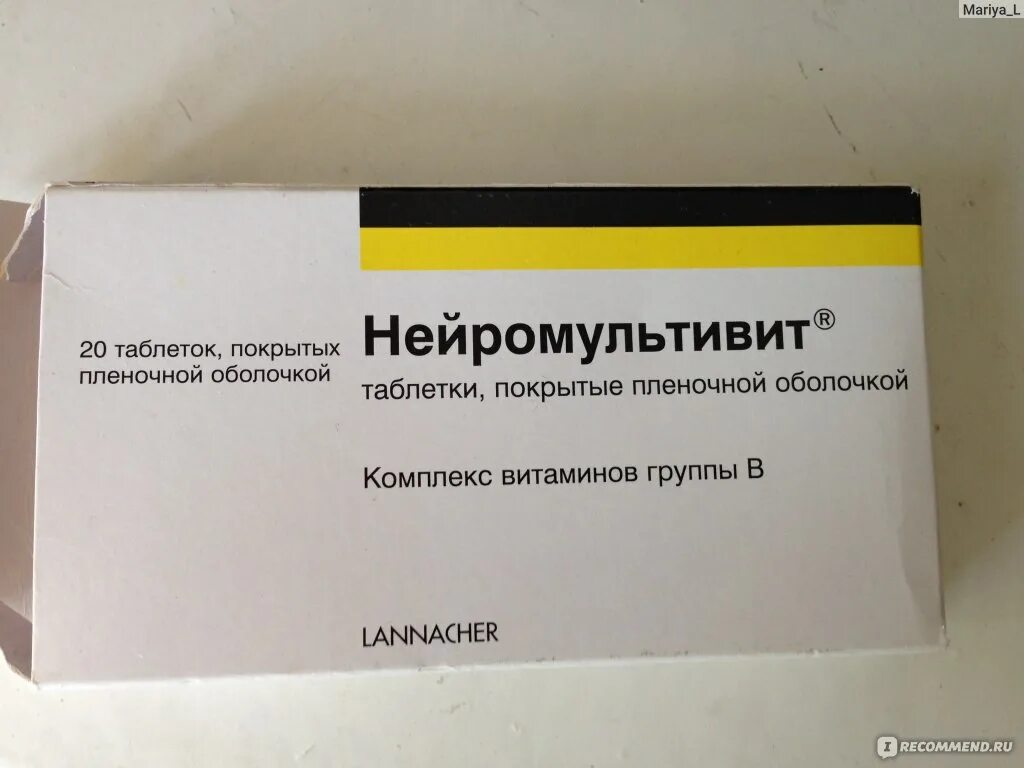 Mariya_L
20 таблеток, покрытых
пленочной оболочкой
Нейромультивит®
таблетки, покрытые пленочной оболочкой
Комплекс витаминов группы B
LANNACHER
I RECOMMEND.RU